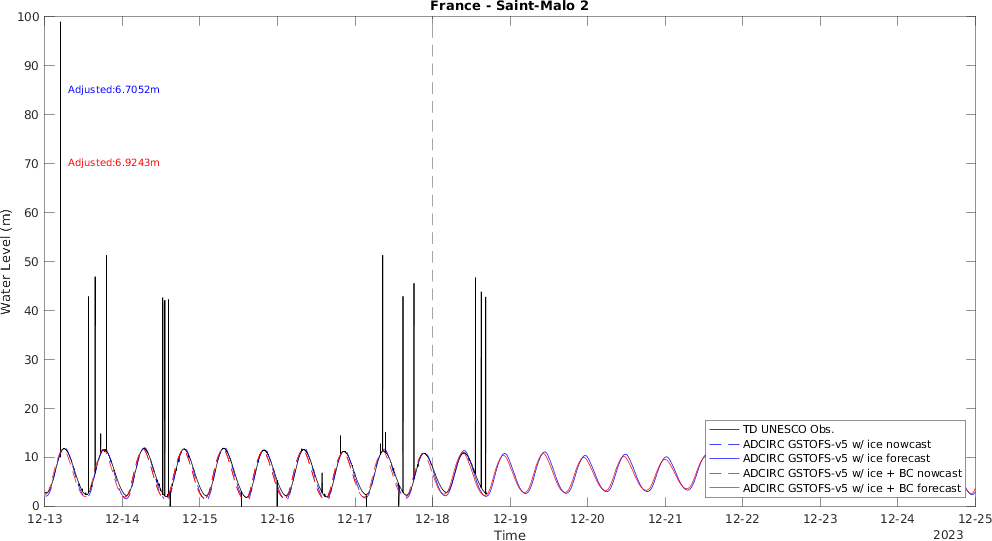 France - Saint-Malo 2
100
90
80
70
60
50
40
30
20
10
0
Water Level (m)
Adjusted:6.7052m
Adjusted:6.9243m
TD UNESCO Obs.
ADCIRC GSTOFS-v5 w/ ice nowcast
ADCIRC GSTOFS-v5 w/ ice forecast
ADCIRC GSTOFS-v5 w/ ice + BC nowcast
ADCIRC GSTOFS-v5 w/ ice + BC forecast
12-13 12-14 12-15 12-16 12-17 12-18 12-19 12-20 12-21 12-22 12-23 12-24 12-25
Time
2023